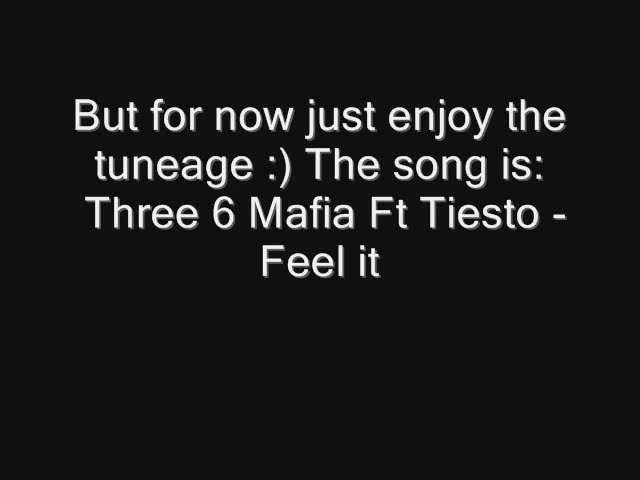 But for now just enjoy the
tuneage :) The song is:
Three 6 Mafia Ft Tiesto -
Feel it